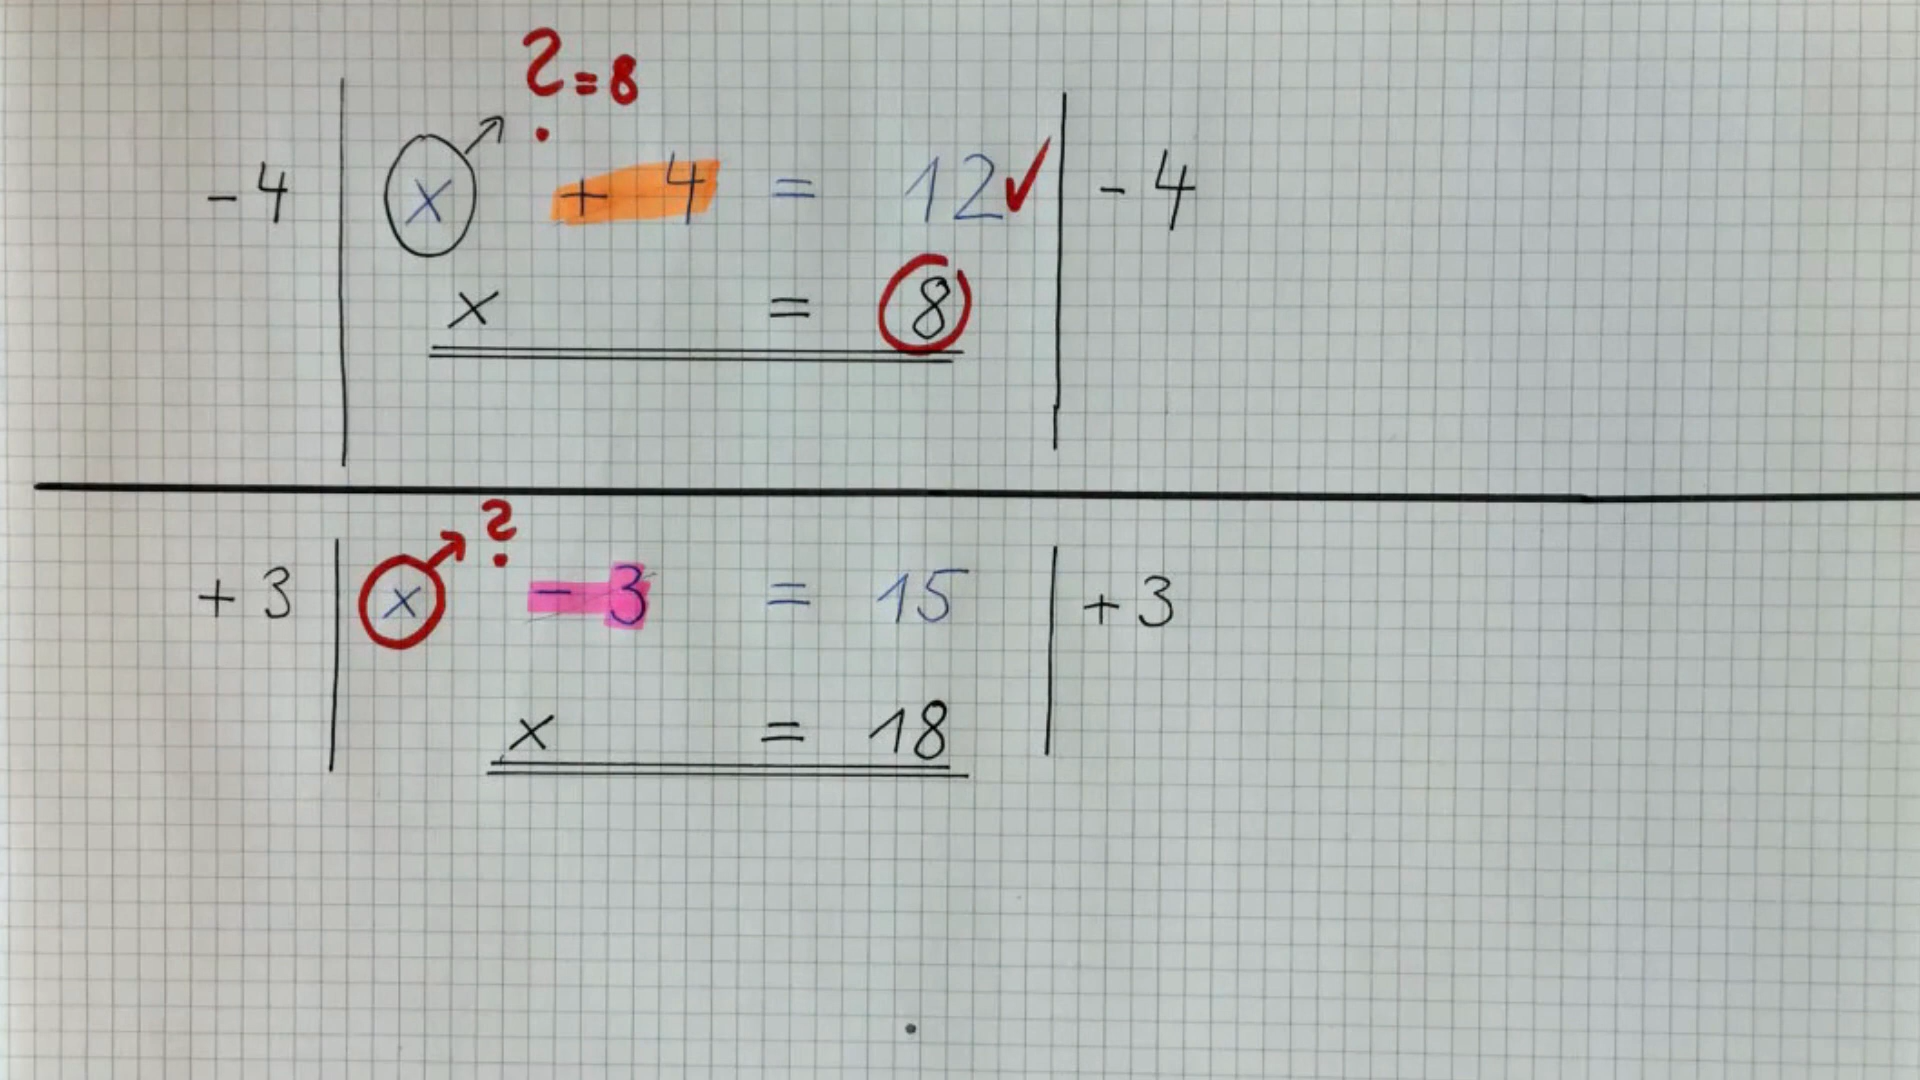 ? = 8
- 4 | x + 4 = 12 ✓ | - 4
x = 8
?
+ 3 | x - 3 = 15 | + 3
x = 18